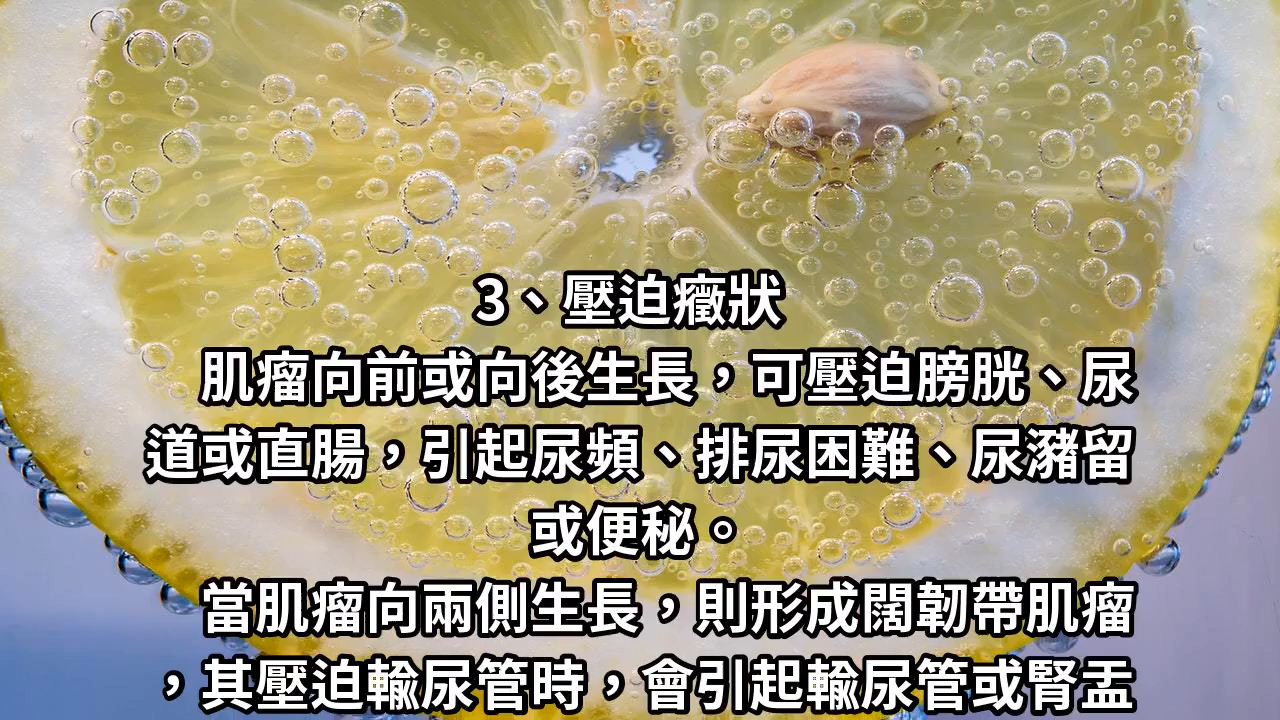 3、壓迫癥狀
肌瘤向前或向後生長，可壓迫膀胱、尿
道或直腸，引起尿頻、排尿困難、尿瀦留
或便秘。
當肌瘤向兩側生長，則形成闊韌帶肌瘤
，其壓迫輸尿管時，會引起輸尿管或腎盂